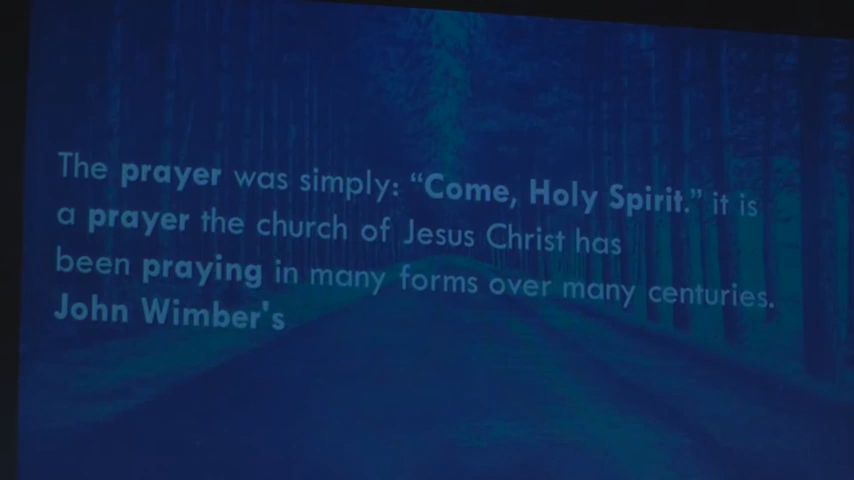 The prayer was simply: “Come, Holy Spirit.” it is
a prayer the church of Jesus Christ has
been praying in many forms over many centuries.
John Wimber's